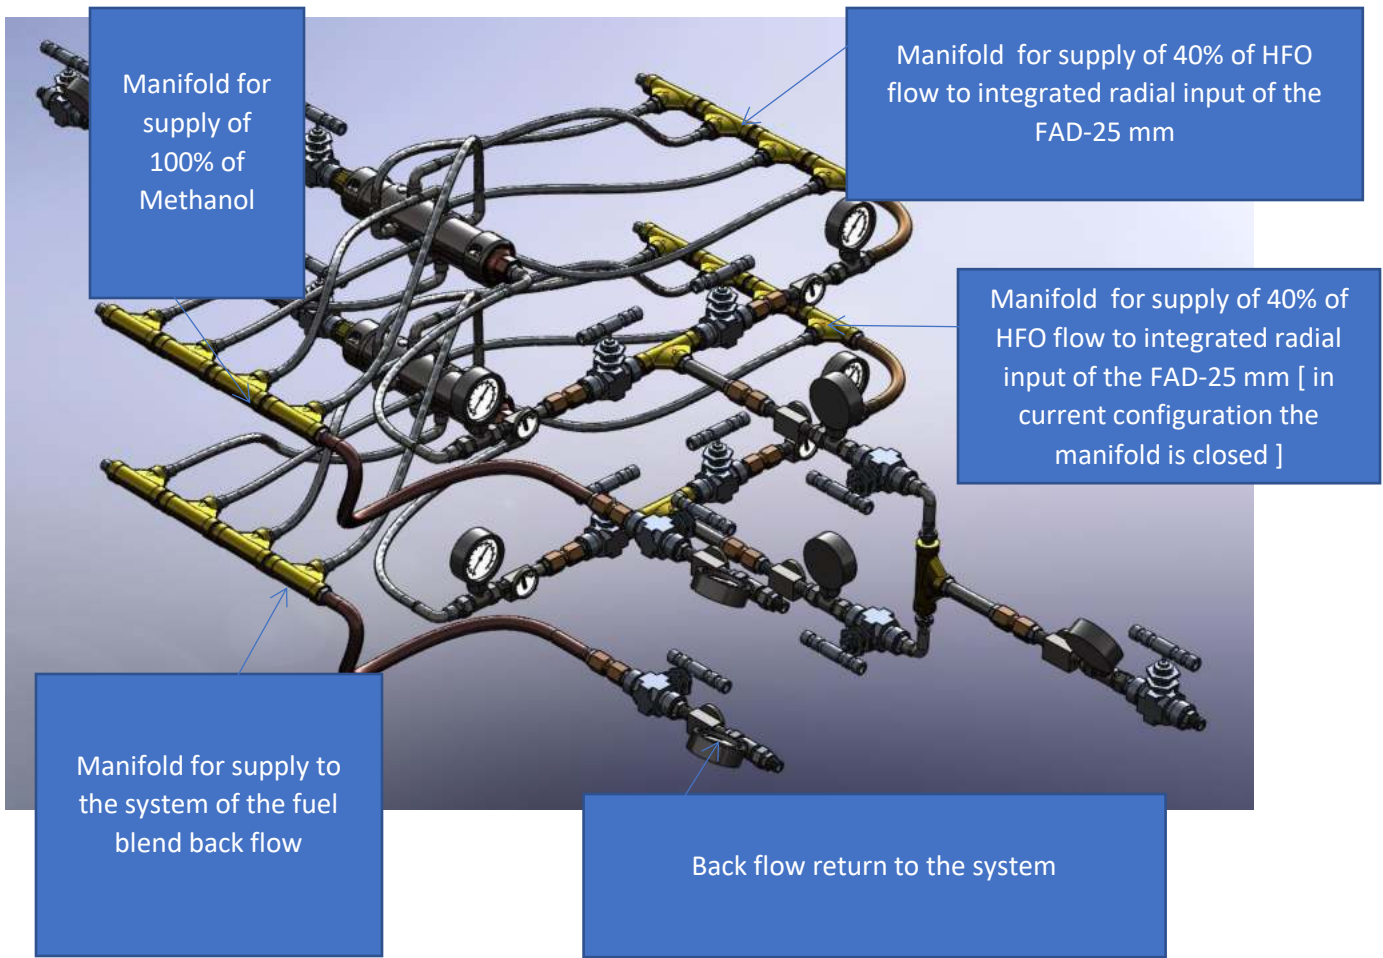 Manifold for
supply of
100% of
Methanol
Manifold for supply of 40% of HFO
flow to integrated radial input of the
FAD-25 mm
Manifold for supply of 40% of
HFO flow to integrated radial
input of the FAD-25 mm [ in
current configuration the
manifold is closed ]
Manifold for supply to
the system of the fuel
blend back flow
Back flow return to the system